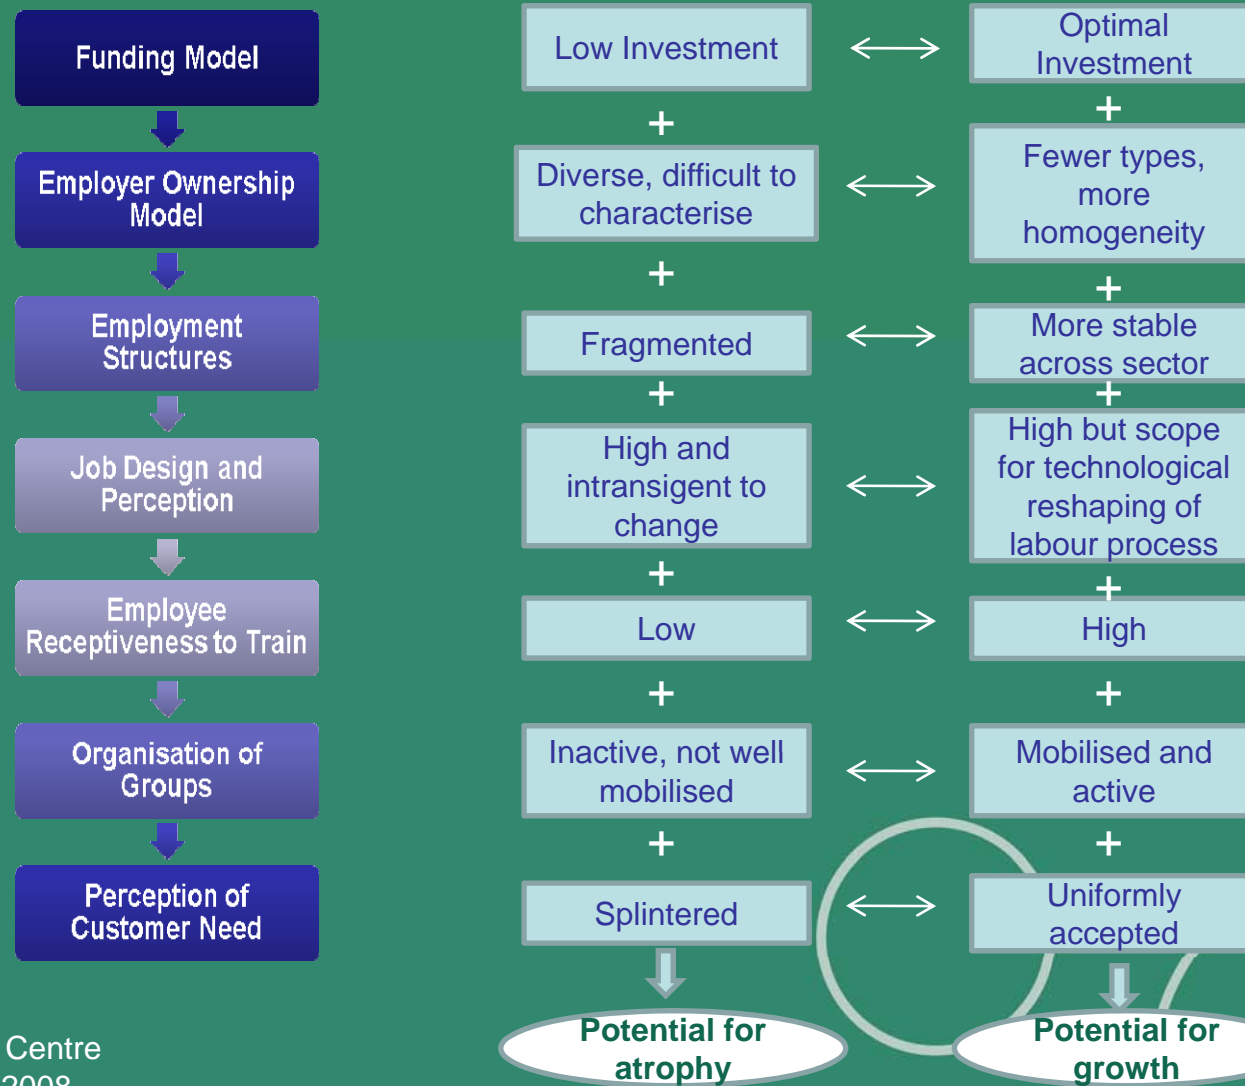 Funding Model
Employer Ownership
Model
Employment
Structures
Job Design and
Perception
Employee
Receptiveness to Train
Organisation of
Groups
Perception of
Customer Need
Low Investment
+
Diverse, difficult to
characterise
+
Fragmented
+
High and
intransigent to
change
+
Low
+
Inactive, not well
mobilised
+
Splintered
Potential for
atrophy
Optimal
Investment
+
Fewer types,
more
homogeneity
+
More stable
across sector
+
High but scope
for technological
reshaping of
labour process
+
High
+
Mobilised and
active
+
Uniformly
accepted
Potential for
growth
Centre
2008